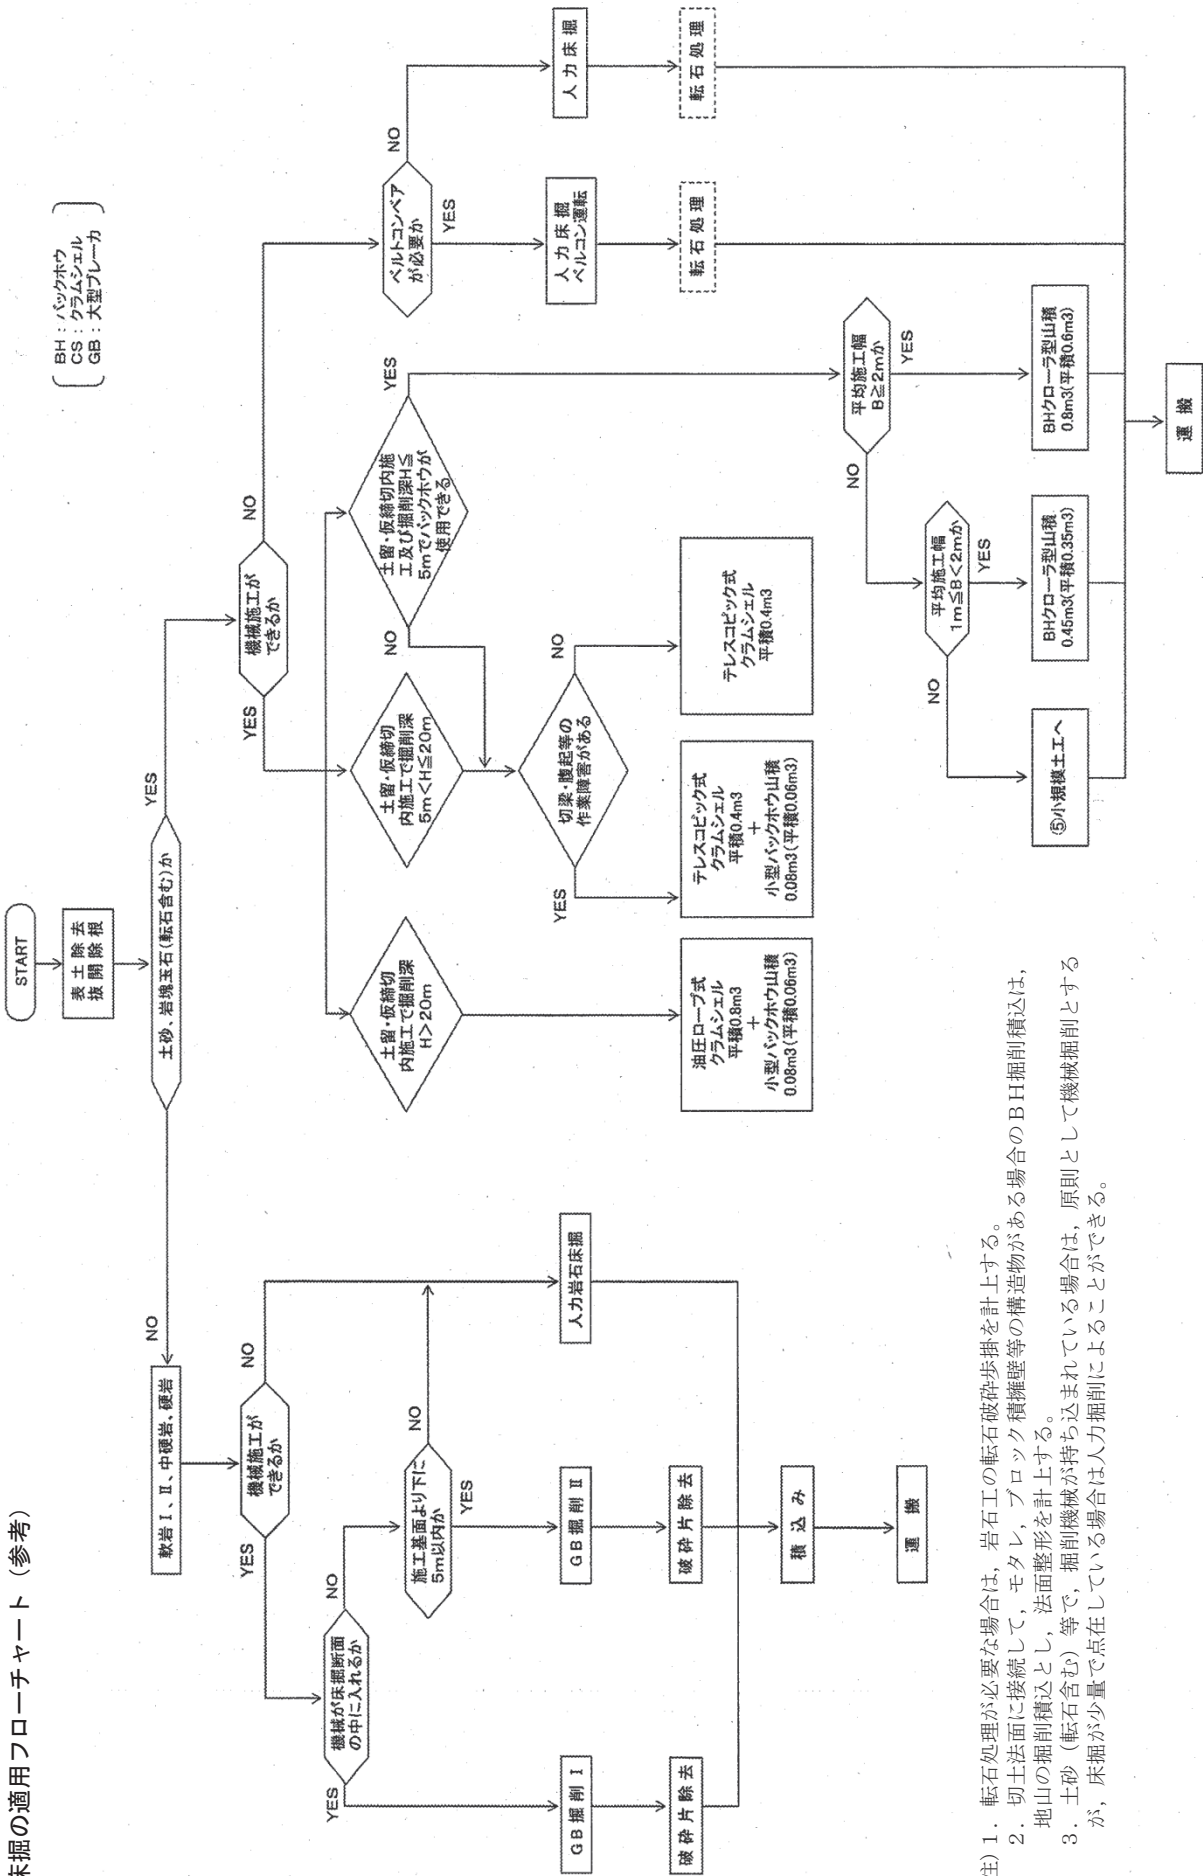 床掘の適用フローチャート（参考）
BH：バックホウ
CS：クラムシェル
GB：大型ブレーカ
START
表土除去
抜開除根
土砂、岩塊玉石(転石含む)か
NO
YES
軟岩Ⅰ、Ⅱ、中硬岩、硬岩
機械施工が
できるか
YES
NO
機械が床掘断面
の中に入れるか
YES
NO
施工基面より下に
5m以内か
NO
YES
GB掘削Ⅰ
GB掘削Ⅱ
人力岩石床掘
破砕片除去
破砕片除去
積込み
運搬
機械施工が
できるか
YES
NO
土留・仮締切
内施工で掘削深
H>20m
土留・仮締切
内施工で掘削深
5m<H≦20m
土留・仮締切内施
工及び掘削深H≦
5mでバックホウが
使用できる
NO
YES
切梁・腹起等の
作業障害がある
YES
NO
油圧ロープ式
クラムシェル
平積0.8m3
+
小型バックホウ山積
0.08m3(平積0.06m3)
テレスコピック式
クラムシェル
平積0.4m3
+
小型バックホウ山積
0.08m3(平積0.06m3)
テレスコピック式
クラムシェル
平積0.4m3
ベルトコンベア
が必要か
NO
YES
人力床掘
ベルコン運転
人力床掘
転石処理
転石処理
平均施工幅
B≧2mか
NO
YES
平均施工幅
1m≦B<2mか
NO
YES
⑤小規模土工へ
BHクローラ型山積
0.45m3(平積0.35m3)
BHクローラ型山積
0.8m3(平積0.6m3)
運搬
注）1．転石処理が必要な場合は，岩石工の転石破砕歩掛を計上する。
2．切土法面に接続して，モタレ，ブロック積擁壁等の構造物がある場合のBH掘削積込は，
地山の掘削積込とし，法面整形を計上する。
3．土砂（転石含む）等で，掘削機械が持ち込まれている場合は，原則として機械掘削とする
が，床掘が少量で点在している場合は人力掘削によることができる。